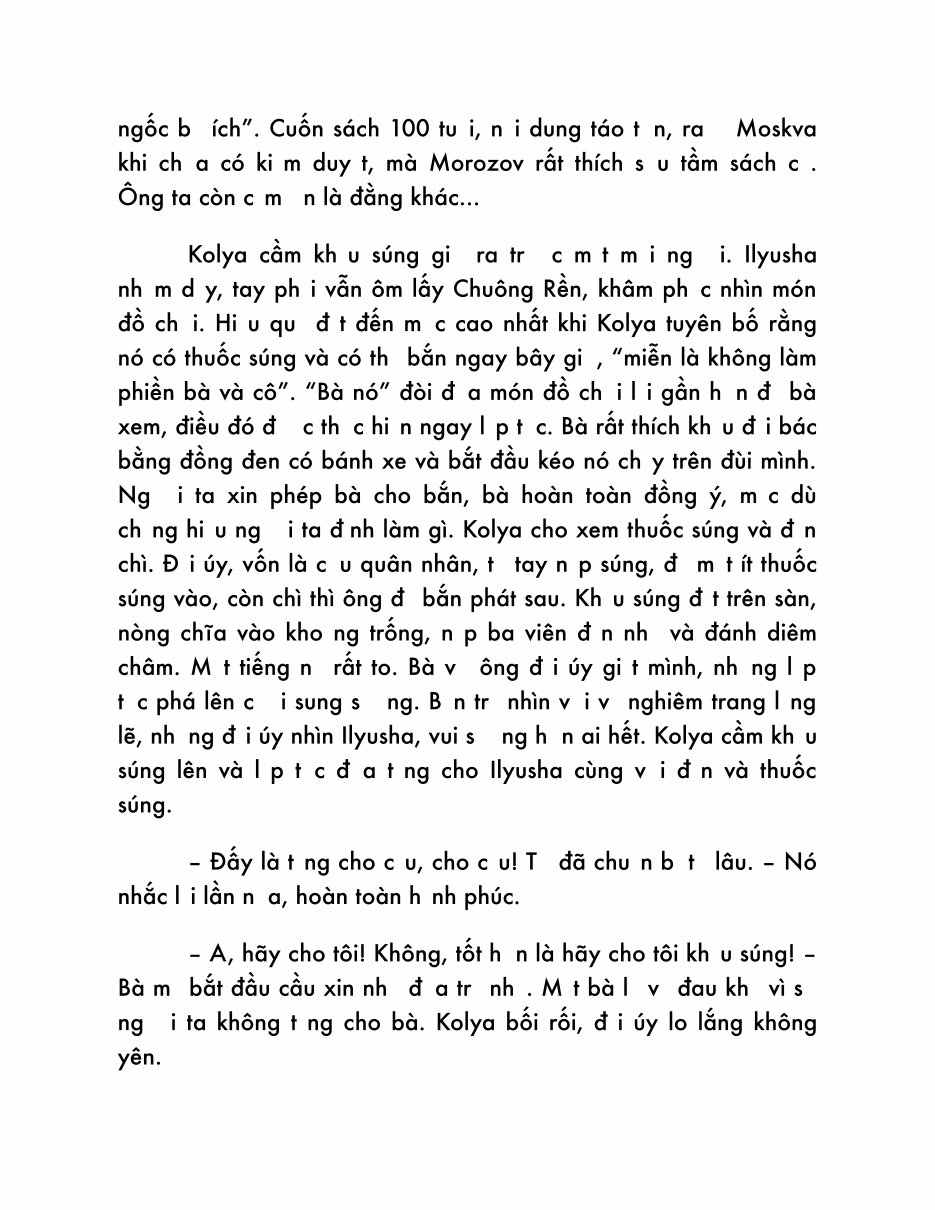 ngốc b ích”. Cuốn sách 100 tu i, n i dung táo t n, ra Moskva
khi ch a có ki m duy t, mà Morozov rất thích s u tầm sách c .
Ông ta còn c m n là đằng khác...
Kolya cầm kh u súng gi ra tr c m t m i ng i. Ilyusha
nh m d y, tay ph i vẫn ôm lấy Chuông Rền, khâm ph c nhìn món
đồ ch i. Hi u qu đ t đến m c cao nhất khi Kolya tuyên bố rằng
nó có thuốc súng và có th bắn ngay bây gi , “miễn là không làm
phiền bà và cô”. “Bà nó” đòi đ a món đồ ch i l i gần h n đ bà
xem, điều đó đ c th c hi n ngay l p t c. Bà rất thích kh u đ i bác
bằng đồng đen có bánh xe và bắt đầu kéo nó ch y trên đùi mình.
Ng i ta xin phép bà cho bắn, bà hoàn toàn đồng ý, m c dù
ch ng hi u ng i ta đ nh làm gì. Kolya cho xem thuốc súng và đ n
chì. Đ i úy, vốn là c u quân nhân, t tay n p súng, đ m t ít thuốc
súng vào, còn chì thì ông đ bắn phát sau. Kh u súng đ t trên sàn,
nòng chĩa vào kho ng trống, n p ba viên đ n nh và đánh diêm
châm. M t tiếng n rất to. Bà v ông đ i úy gi t mình, nh ng l p
t c phá lên c i sung s ng. B n tr nhìn v i v nghiêm trang l ng
lẽ, nh ng đ i úy nhìn Ilyusha, vui s ng h n ai hết. Kolya cầm kh u
súng lên và l p t c đ a t ng cho Ilyusha cùng v i đ n và thuốc
súng.
– Đấy là t ng cho c u, cho c u! T đã chu n b t lâu. – Nó
nhắc l i lần n a, hoàn toàn h nh phúc.
– A, hãy cho tôi! Không, tốt h n là hãy cho tôi kh u súng! –
Bà m bắt đầu cầu xin nh đ a tr nh . M t bà l v đau kh vì s
ng i ta không t ng cho bà. Kolya bối rối, đ i úy lo lắng không
yên.